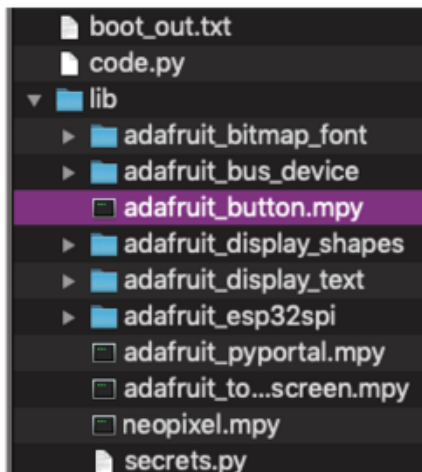 boot_out.txt
code.py
lib
adafruit_bitmap_font
adafruit_bus_device
adafruit_button.mpy
adafruit_display_shapes
adafruit_display_text
adafruit_esp32spi
adafruit_pyportal.mpy
adafruit_to...screen.mpy
neopixel.mpy
secrets.py